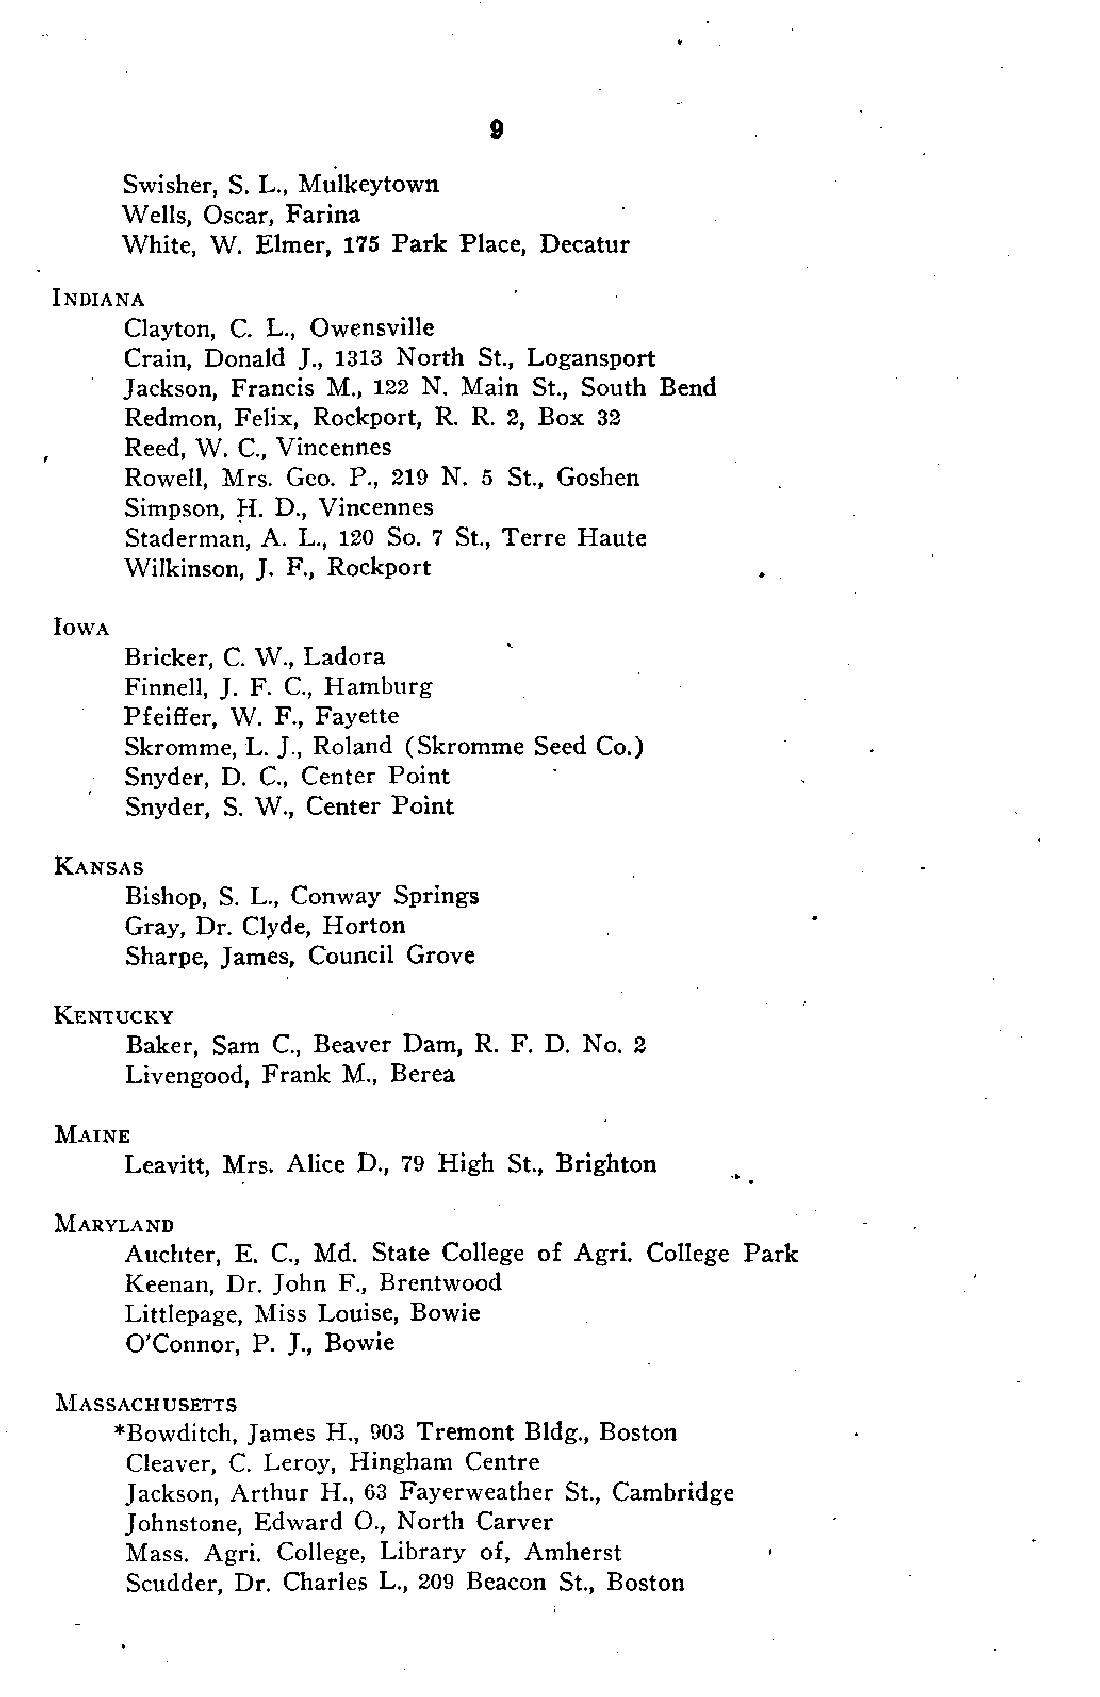 9
Swisher, S. L., Mulkeytown
Wells, Oscar, Farina
White, W. Elmer, 175 Park Place, Decatur
INDIANA
Clayton, C. L., Owensville
Crain, Donald J., 1313 North St., Logansport
Jackson, Francis M., 122 N. Main St., South Bend
Redmon, Felix, Rockport, R. R. 2, Box 32
Reed, W. C., Vincennes
Rowell, Mrs. Geo. P., 219 N. 5 St., Goshen
Simpson, H. D., Vincennes
Staderman, A. L., 120 So. 7 St., Terre Haute
Wilkinson, J. F., Rockport
IOWA
Bricker, C. W., Ladora
Finnell, J. F. C., Hamburg
Pfeiffer, W. F., Fayette
Skromme, L. J., Roland (Skromme Seed Co.)
Snyder, D. C., Center Point
Snyder, S. W., Center Point
KANSAS
Bishop, S. L., Conway Springs
Gray, Dr. Clyde, Horton
Sharpe, James, Council Grove
KENTUCKY
Baker, Sam C., Beaver Dam, R. F. D. No. 2
Livengood, Frank M., Berea
MAINE
Leavitt, Mrs. Alice D., 79 High St., Brighton
MARYLAND
Auchter, E. C., Md. State College of Agri. College Park
Keenan, Dr. John F., Brentwood
Littlepage, Miss Louise, Bowie
O'Connor, P. J., Bowie
MASSACHUSETTS
*Bowditch, James H., 903 Tremont Bldg., Boston
Cleaver, C. Leroy, Hingham Centre
Jackson, Arthur H., 63 Fayerweather St., Cambridge
Johnstone, Edward O., North Carver
Mass. Agri. College, Library of, Amherst
Scudder, Dr. Charles L., 209 Beacon St., Boston